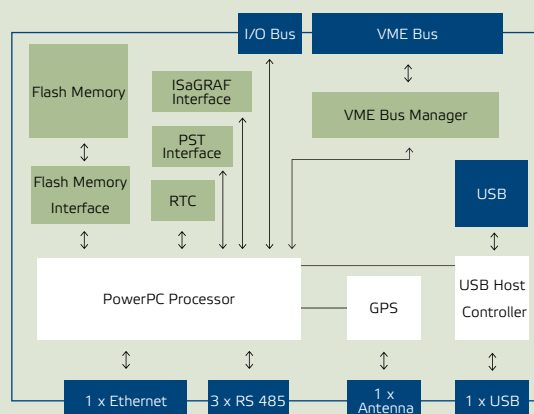 I/O Bus
VME Bus
Flash Memory
ISaGRAF
Interface
VME Bus Manager
PST
Interface
Flash Memory
Interface
RTC
USB
PowerPC Processor
GPS
USB Host
Controller
1 x Ethernet
3 x RS 485
1 x
Antenna
1 x USB